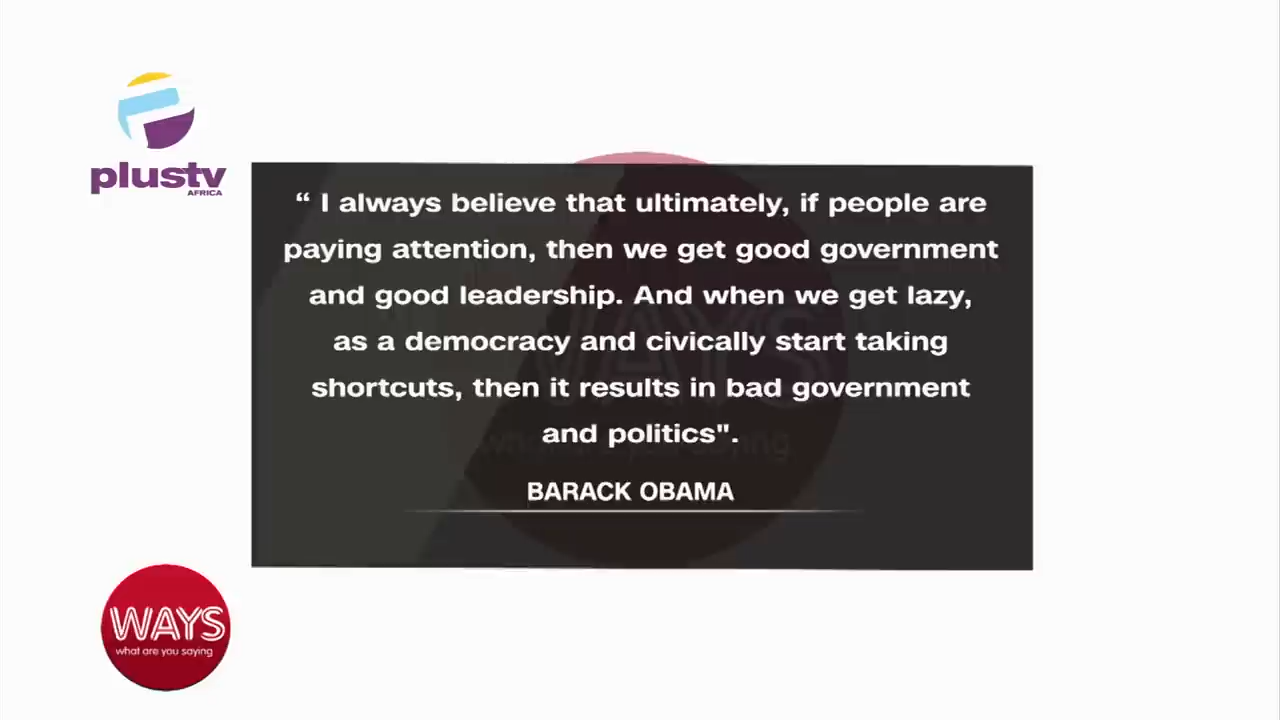 plustv
AFRICA
“ I always believe that ultimately, if people are
paying attention, then we get good government
and good leadership. And when we get lazy,
as a democracy and civically start taking
shortcuts, then it results in bad government
and politics".
BARACK OBAMA
WAYS
what are you saying